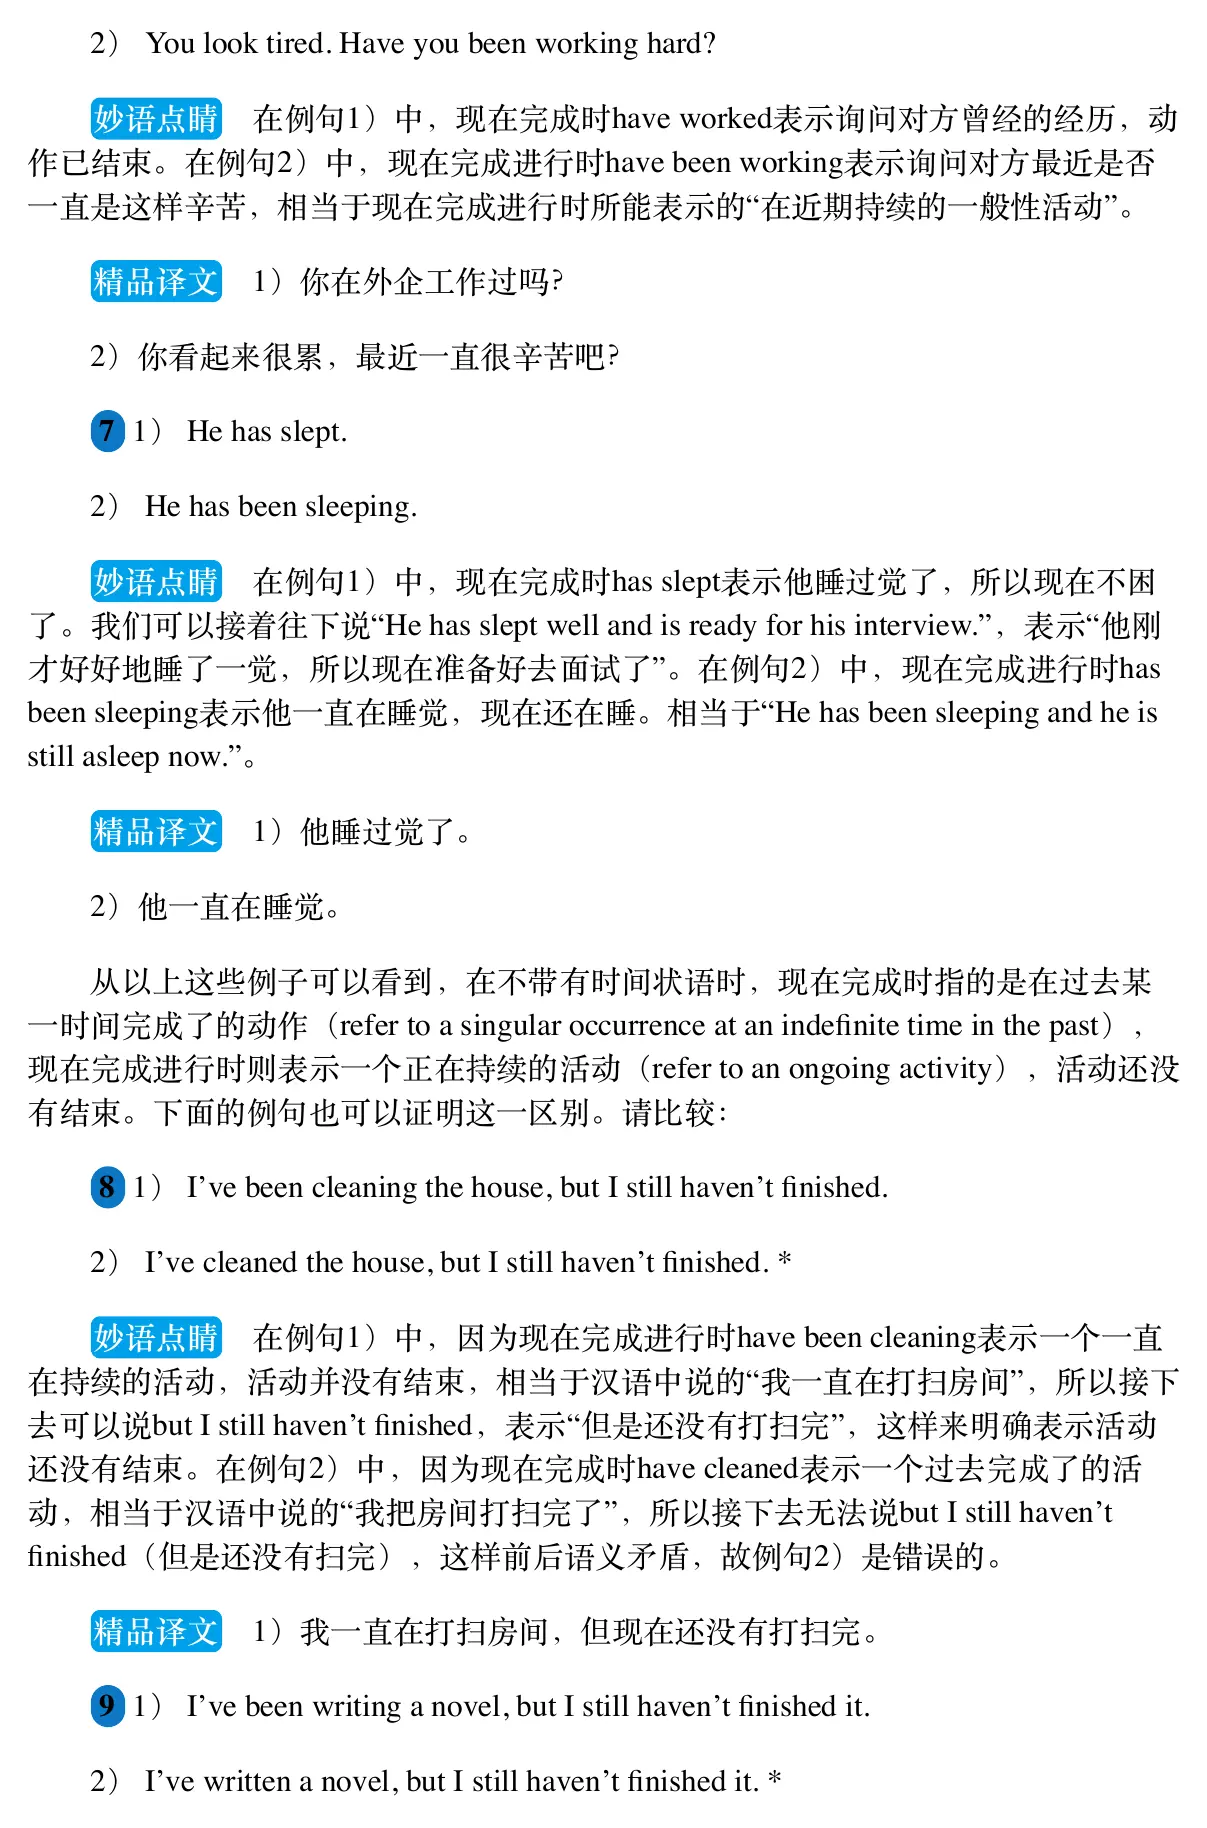 2） You look tired. Have you been working hard?
妙语点睛 在例句1）中，现在完成时have worked表示询问对方曾经的经历，动
作已结束。在例句2）中，现在完成进行时have been working表示询问对方最近是否
一直是这样辛苦，相当于现在完成进行时所能表示的“在近期持续的一般性活动”。
精品译文 1）你在外企工作过吗？
2）你看起来很累，最近一直很辛苦吧？
7 1） He has slept.
2） He has been sleeping.
妙语点睛 在例句1）中，现在完成时has slept表示他睡过觉了，所以现在不困
了。我们可以接着往下说“He has slept well and is ready for his interview.”，表示“他刚
才好好地睡了一觉，所以现在准备好去面试了”。在例句2）中，现在完成进行时has
been sleeping表示他一直在睡觉，现在还在睡。相当于“He has been sleeping and he is
still asleep now.”。
精品译文 1）他睡过觉了。
2）他一直在睡觉。
从以上这些例子可以看到，在不带有时间状语时，现在完成时指的是在过去某
一时间完成了的动作（refer to a singular occurrence at an indefinite time in the past），
现在完成进行时则表示一个正在持续的活动（refer to an ongoing activity），活动还没
有结束。下面的例句也可以证明这一区别。请比较：
8 1） I’ve been cleaning the house, but I still haven’t finished.
2） I’ve cleaned the house, but I still haven’t finished. *
妙语点睛 在例句1）中，因为现在完成进行时have been cleaning表示一个一直
在持续的活动，活动并没有结束，相当于汉语中说的“我一直在打扫房间”，所以接下
去可以说but I still haven’t finished，表示“但是还没有打扫完”，这样来明确表示活动
还没有结束。在例句2）中，因为现在完成时have cleaned表示一个过去完成了的活
动，相当于汉语中说的“我把房间打扫完了”，所以接下去无法说but I still haven’t
finished（但是还没有扫完），这样前后语义矛盾，故例句2）是错误的。
精品译文 1）我一直在打扫房间，但现在还没有打扫完。
9 1） I’ve been writing a novel, but I still haven’t finished it.
2） I’ve written a novel, but I still haven’t finished it. *